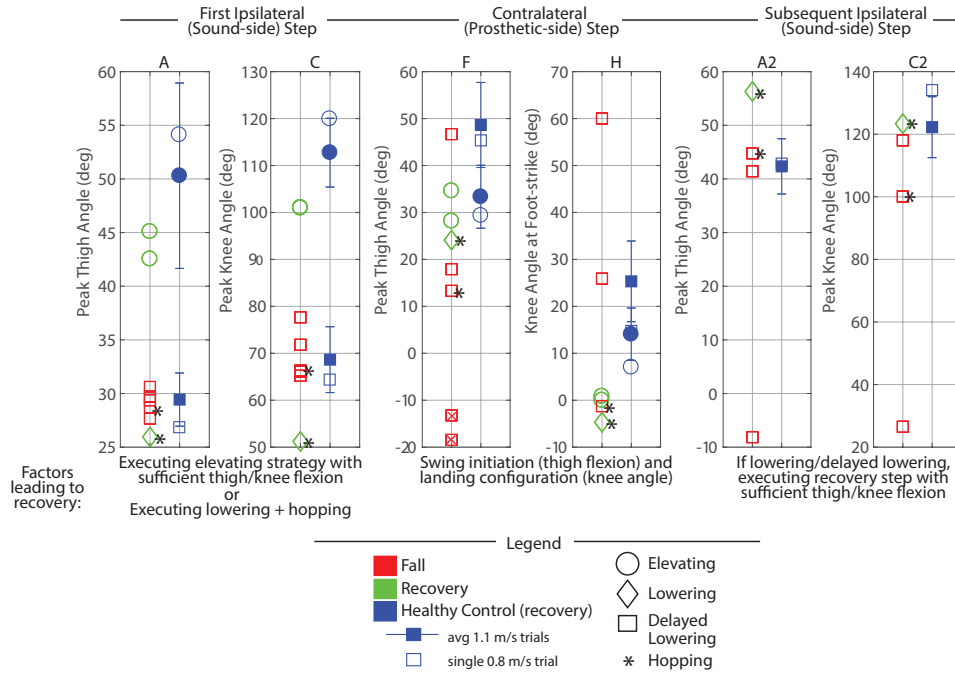 First Ipsilateral
(Sound-side) Step
Contralateral
(Prosthetic-side) Step
Subsequent Ipsilateral
(Sound-side) Step
A
C
F
H
A2
C2
Peak Thigh Angle (deg)
60
55
50
45
40
35
30
25
Peak Knee Angle (deg)
130
120
110
100
90
80
70
60
50
Peak Thigh Angle (deg)
60
50
40
30
20
10
0
-10
-20
Knee Angle at Foot-strike (deg)
70
60
50
40
30
20
10
0
-10
Peak Thigh Angle (deg)
60
50
40
30
20
10
0
-10
Peak Knee Angle (deg)
140
120
100
80
60
40
20
Factors
leading to
recovery:
Executing elevating strategy with
sufficient thigh/knee flexion
or
Executing lowering + hopping
Swing initiation (thigh flexion) and
landing configuration (knee angle)
If lowering/delayed lowering,
executing recovery step with
sufficient thigh/knee flexion
Legend
Fall
Recovery
Healthy Control (recovery)
avg 1.1 m/s trials
single 0.8 m/s trial
Elevating
Lowering
Delayed
Lowering
* Hopping